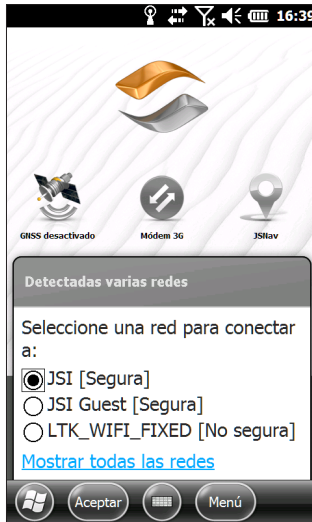 16:39
GNSS desactivado
Módem 3G
JSNav
Detectadas varias redes
Seleccione una red para conectar
a:
JSI [Segura]
JSI Guest [Segura]
LTK_WIFI_FIXED [No segura]
Mostrar todas las redes
Aceptar
Menú